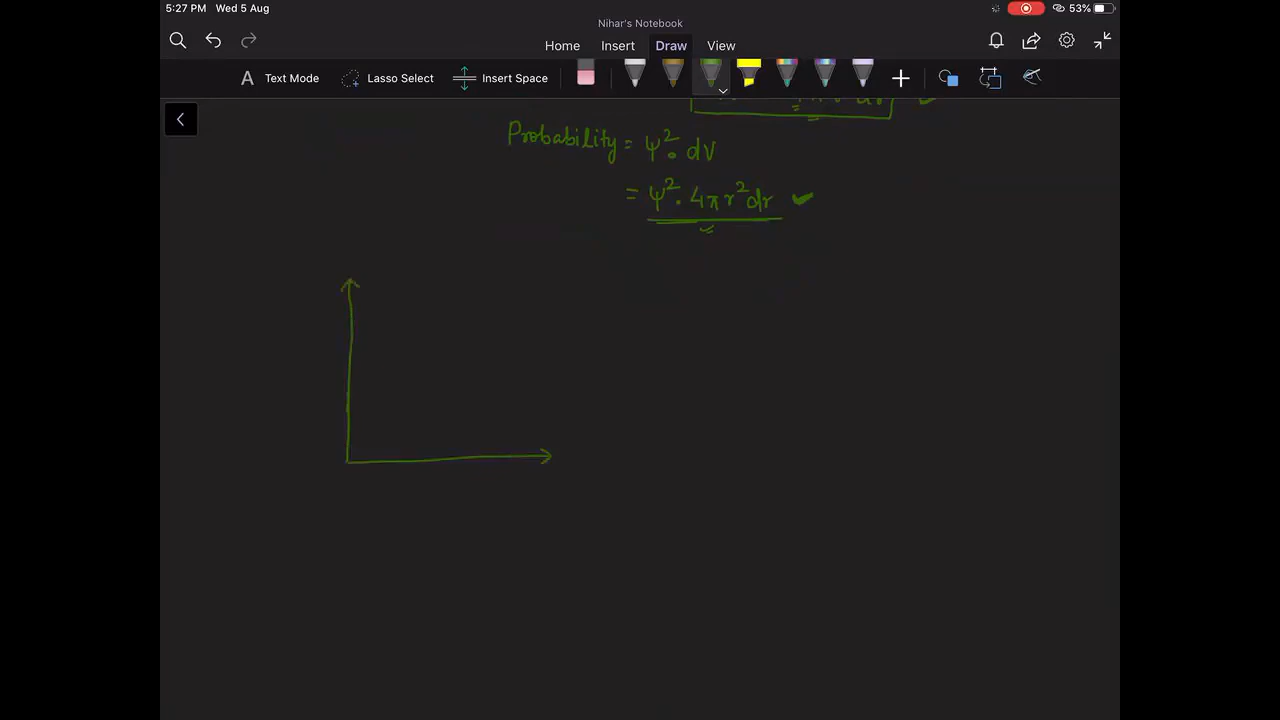 5:27 PM Wed 5 Aug
53%
Nihar's Notebook
Home Insert Draw View
A Text Mode Lasso Select Insert Space
Probability = ψ². dV
= ψ². 4πr²dr